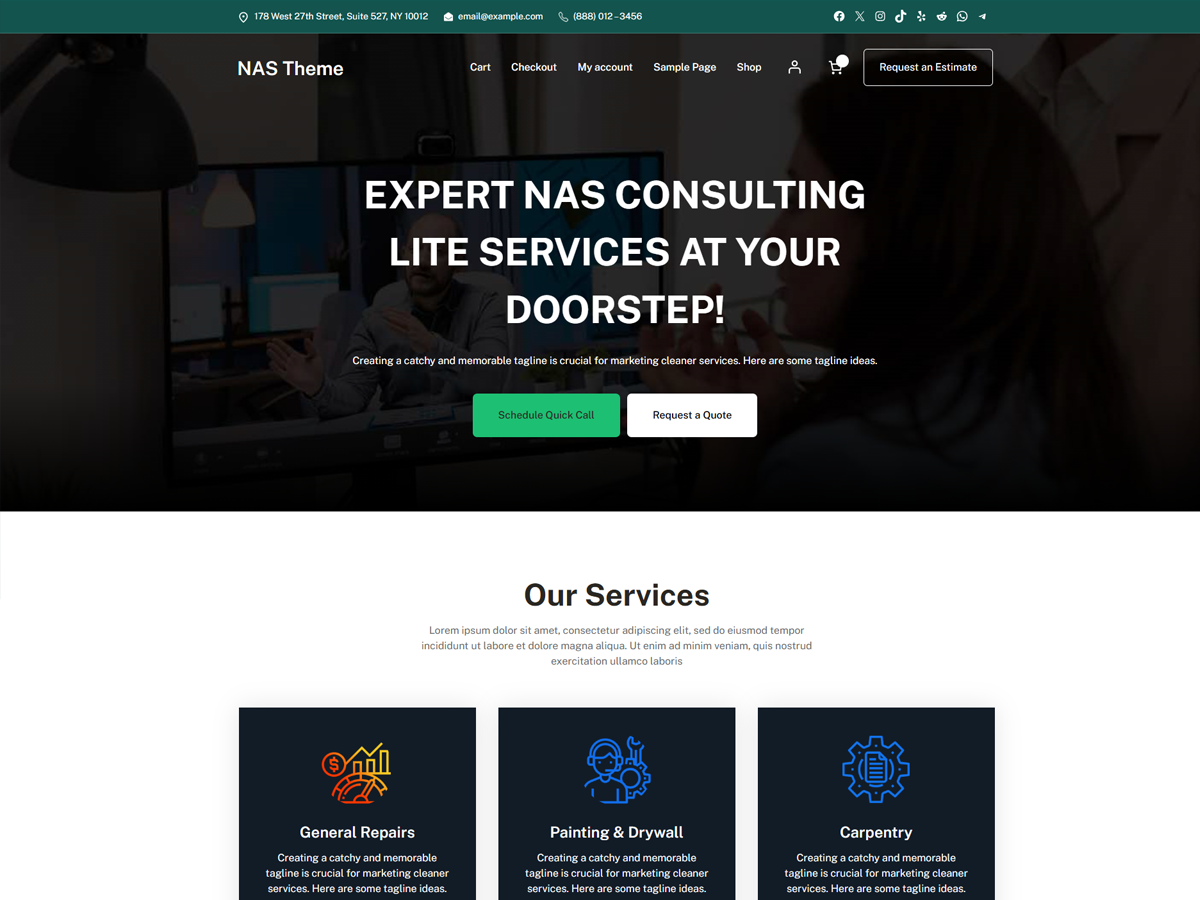 178 West 27th Street, Suite 527, NY 10012
email@example.com
(888) 012 – 3456
NAS Theme
Cart
Checkout
My account
Sample Page
Shop
Request an Estimate
EXPERT NAS CONSULTING
LITE SERVICES AT YOUR
DOORSTEP!
Creating a catchy and memorable tagline is crucial for marketing cleaner services. Here are some tagline ideas.
Schedule Quick Call
Request a Quote
Our Services
Lorem ipsum dolor sit amet, consectetur adipiscing elit, sed do eiusmod tempor
incididunt ut labore et dolore magna aliqua. Ut enim ad minim veniam, quis nostrud
exercitation ullamco laboris
General Repairs
Creating a catchy and memorable
tagline is crucial for marketing cleaner
services. Here are some tagline ideas.
Painting & Drywall
Creating a catchy and memorable
tagline is crucial for marketing cleaner
services. Here are some tagline ideas.
Carpentry
Creating a catchy and memorable
tagline is crucial for marketing cleaner
services. Here are some tagline ideas.